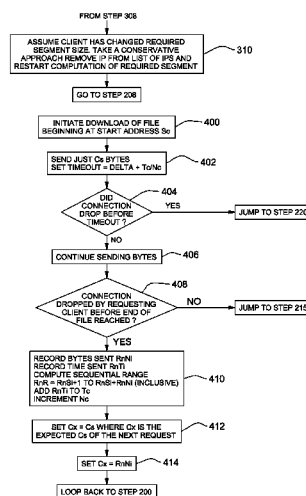 FROM STEP 308
ASSUME CLIENT HAS CHANGED REQUIRED
SEGMENT SIZE. TAKE A CONSERVATIVE
APPROACH REMOVE IP FROM LIST OF IPS AND
RESTART COMPUTATION OF REQUIRED SEGMENT
310
GO TO STEP 208
INITIATE DOWNLOAD OF FILE
BEGINNING AT START ADDRESS Sc
400
SEND JUST Cs BYTES
SET TIMEOUT = DELTA + Tc/Nc
402
DID
CONNECTION
DROP BEFORE
TIMEOUT ?
404
YES
JUMP TO STEP 220
NO
CONTINUE SENDING BYTES
406
CONNECTION
DROPPED BY REQUESTING
CLIENT BEFORE END OF
FILE REACHED ?
408
NO
JUMP TO STEP 215
YES
RECORD BYTES SENT RnNi
RECORD TIME SENT RnTi
COMPUTE SEQUENTIAL RANGE
RnR = RnSi+1 TO RnSi+RnNi (INCLUSIVE)
ADD RnTi TO Tc
INCREMENT Nc
410
SET Cx = Cs WHERE Cx IS THE
EXPECTED Cs OF THE NEXT REQUEST
412
SET Cx = RnNi
414
LOOP BACK TO STEP 200